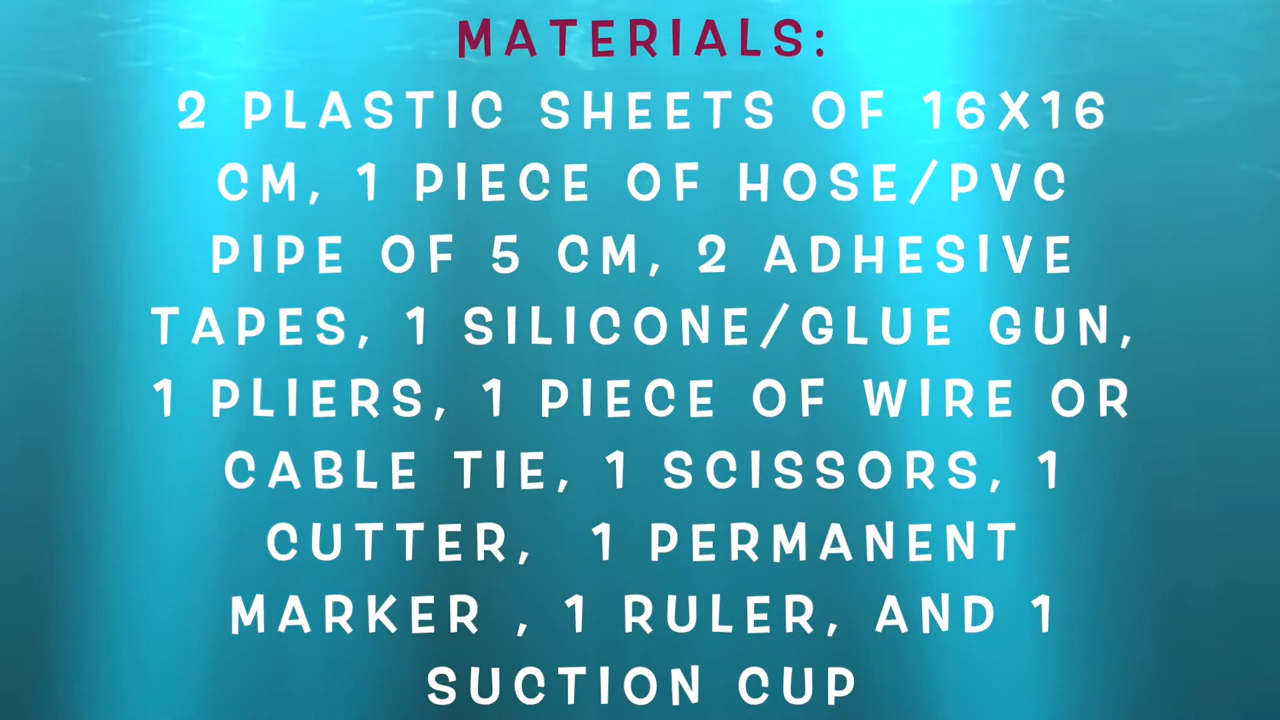 MATERIALS:
2 PLASTIC SHEETS OF 16X16
CM, 1 PIECE OF HOSE/PVC
PIPE OF 5 CM, 2 ADHESIVE
TAPES, 1 SILICONE/GLUE GUN,
1 PLIERS, 1 PIECE OF WIRE OR
CABLE TIE, 1 SCISSORS, 1
CUTTER, 1 PERMANENT
MARKER , 1 RULER, AND 1
SUCTION CUP